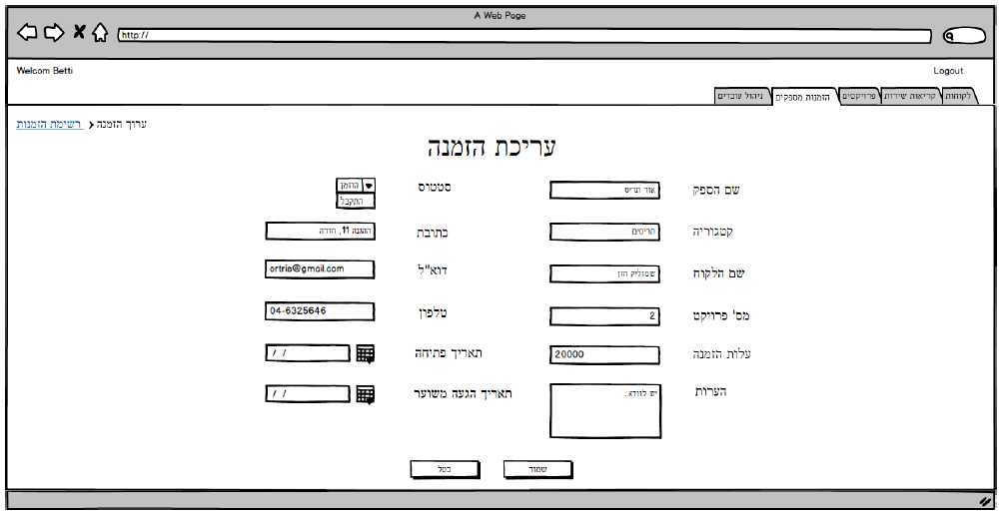 A Web Page
http://
Welcom Betti
Logout
לקוחות
קריאות שירות
פרוייקטים
הזמנות מספקים
ניהול עובדים
רשימת הזמנות > ערוך הזמנה
עריכת הזמנה
שם הספק אור תריס
סטטוס הוזמן
התקבל
קטגוריה תריסים
כתובת ההגנה 11, חדרה
שם הלקוח שמוליק חזן
דוא"ל ortris@gmail.com
מס' פרויקט 2
טלפון 04-6325646
עלות הזמנה 20000
תאריך פתיחה / /
הערות יש לוודא..
תאריך הגעה משוער / /
שמור
בטל